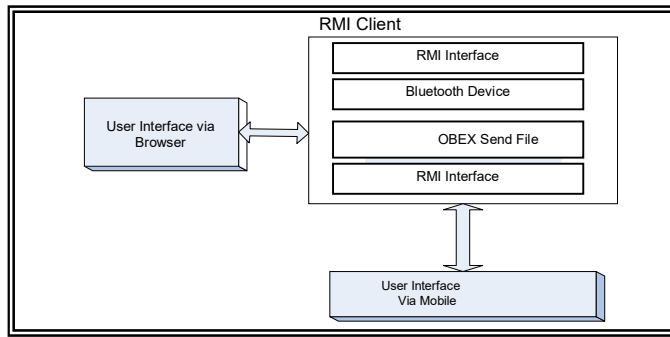 RMI Client
RMI Interface
Bluetooth Device
User Interface via
Browser
OBEX Send File
RMI Interface
User Interface
Via Mobile